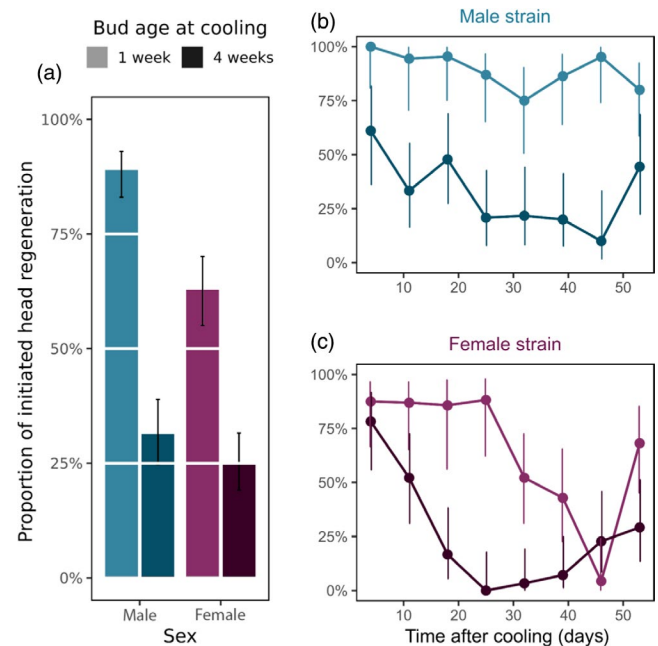 Bud age at cooling
1 week 4 weeks
(a)
Proportion of initiated head regeneration
100%
75%
50%
25%
0%
Male Female
Sex
(b)
Male strain
100%
75%
50%
25%
0%
10 20 30 40 50
(c)
Female strain
100%
75%
50%
25%
0%
10 20 30 40 50
Time after cooling (days)